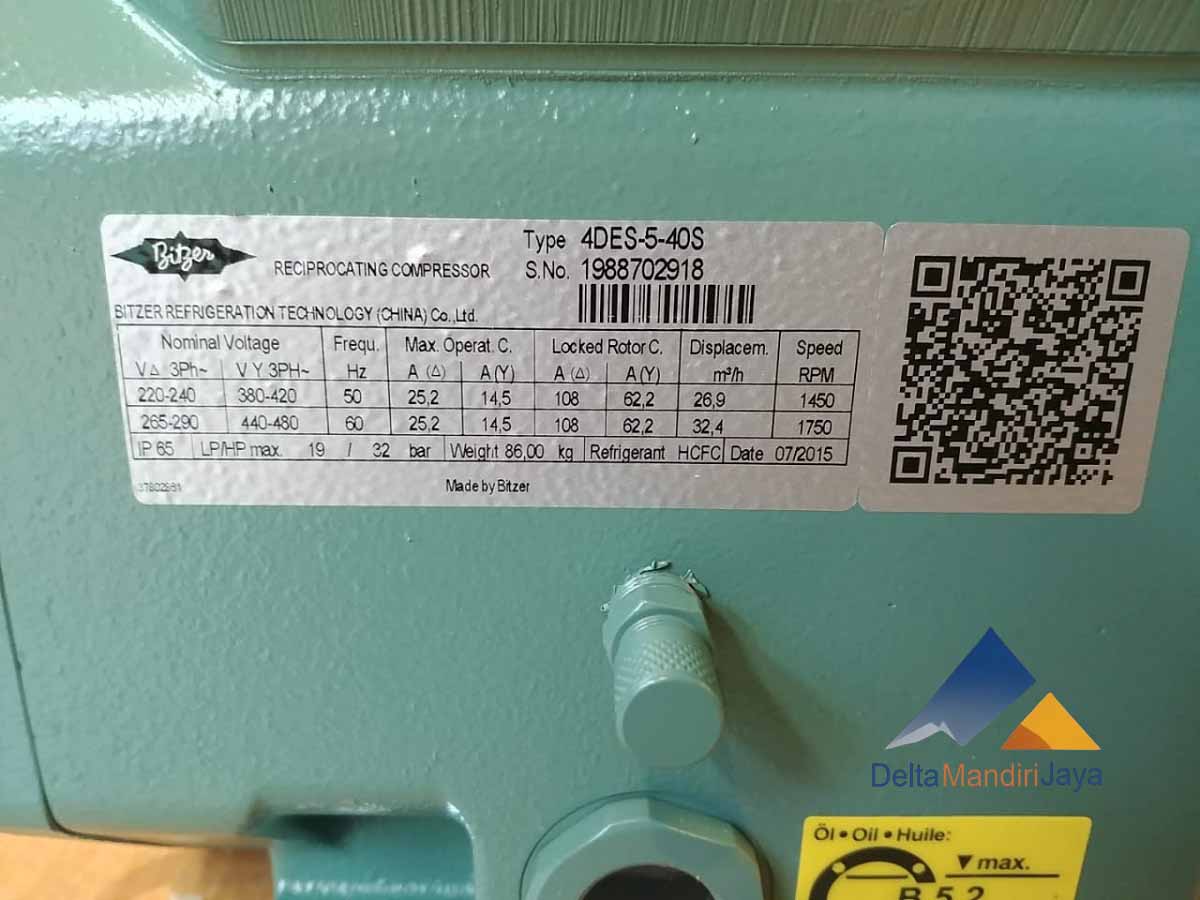 Bitzer
Type 4DES-5-40S
RECIPROCATING COMPRESSOR S.No. 1988702918
BITZER REFRIGERATION TECHNOLOGY (CHINA) Co.,Ltd.
Nominal Voltage Frequ. Max. Operat. C. Locked Rotor C. Displacem. Speed
V△ 3Ph~ V Y 3PH~ Hz A (△) A (Y) A (△) A (Y) m³/h RPM
220-240 380-420 50 25,2 14,5 108 62,2 26,9 1450
265-290 440-480 60 25,2 14,5 108 62,2 32,4 1750
IP 65 LP/HP max. 19 / 32 bar Weight 86,00 kg Refrigerant HCFC Date 07/2015
Made by Bitzer
DeltaMandiriJaya
Öl • Oil • Huile:
▼max.
B 5.2